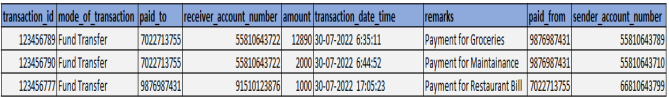 transaction_id mode_of_transaction paid_to receiver_account_number amount transaction_date_time remarks paid_from sender_account_number
123456789 Fund Transfer 7022713755 55810643722 12890 30-07-2022 6:35:11 Payment for Groceries 9876987431 55810643789
123456790 Fund Transfer 7022713755 55810643722 2000 30-07-2022 6:44:52 Payment for Maintainance 9876987431 55810643710
123456777 Fund Transfer 9876987431 91510123876 1000 30-07-2022 17:05:23 Payment for Restaurant Bill 7022713755 66810643799